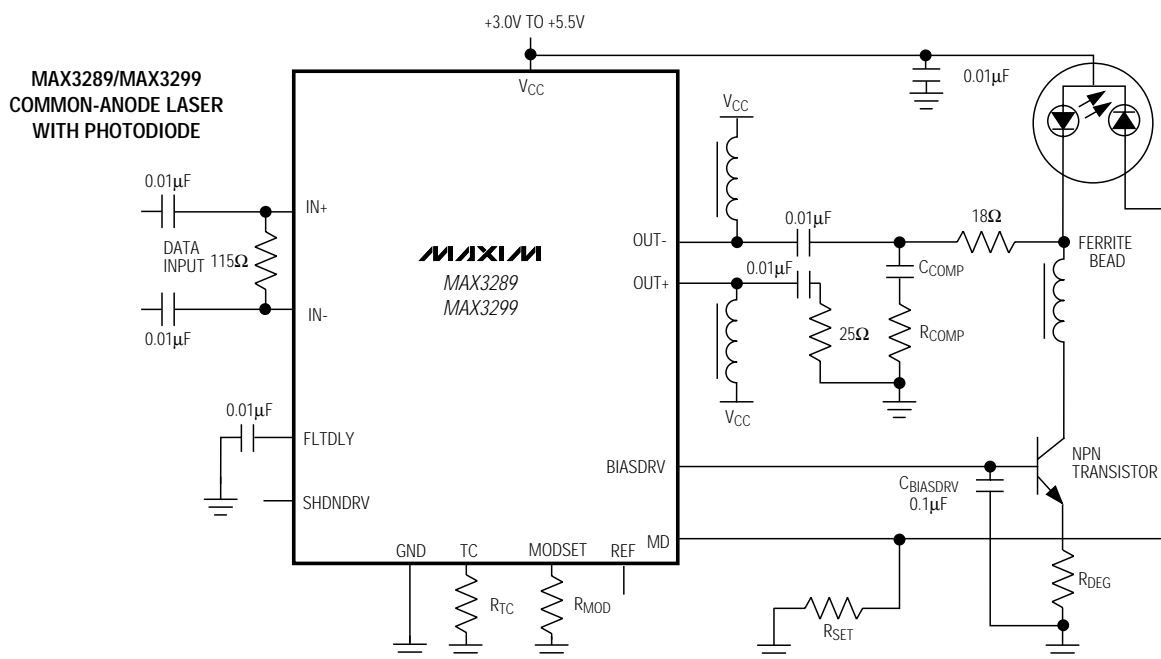 +3.0V TO +5.5V
MAX3289/MAX3299
COMMON-ANODE LASER
WITH PHOTODIODE
VCC
0.01μF
VCC
0.01μF
IN+
0.01μF
18Ω
DATA
INPUT
115Ω
MAXIM
OUT-
FERRITE
BEAD
MAX3289
0.01μF
CCOMP
OUT+
MAX3299
IN-
25Ω
RCOMP
0.01μF
VCC
0.01μF
FLTDLY
NPN
TRANSISTOR
BIASDRV
CBIASDRV
0.1μF
SHDNDRV
MD
GND
TC
MODSET
REF
RDEG
RTC
RMOD
RSET